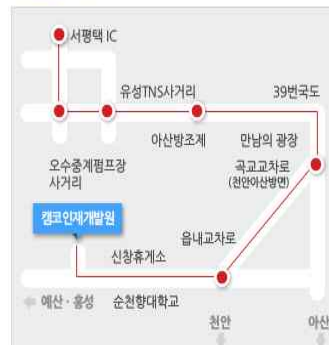 서평택 IC
유성TNS사거리
39번국도
아산방조제
만남의 광장
오수중계펌프장
사거리
곡교교차로
(천안아산방면)
캠코인재개발원
읍내교차로
신창휴게소
예산 · 홍성
순천향대학교
천안
아산